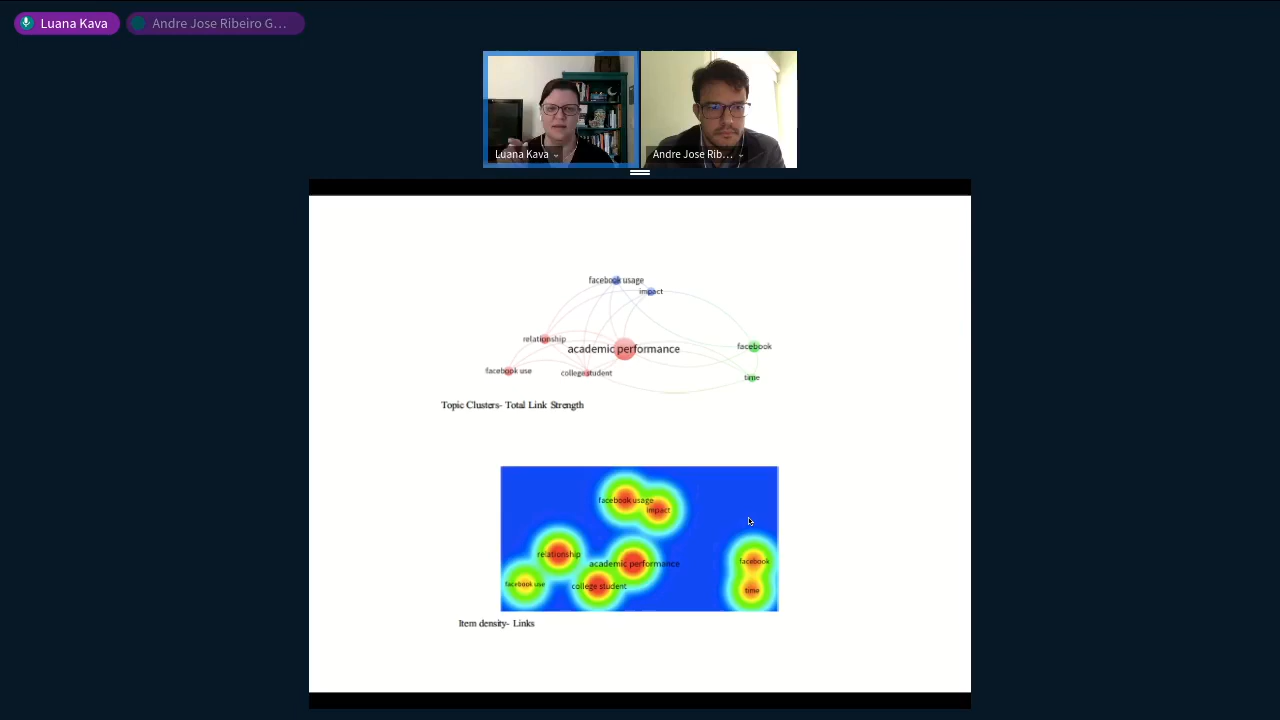 Luana Kava
Andre Jose Ribeiro G...
Luana Kava
Andre Jose Rib...
facebook usage
impact
relationship
academic performance
facebook
facebook use
college student
time
Topic Clusters- Total Link Strength
facebook usage
impact
relationship
academic performance
facebook
facebook use
college student
time
Item density- Links